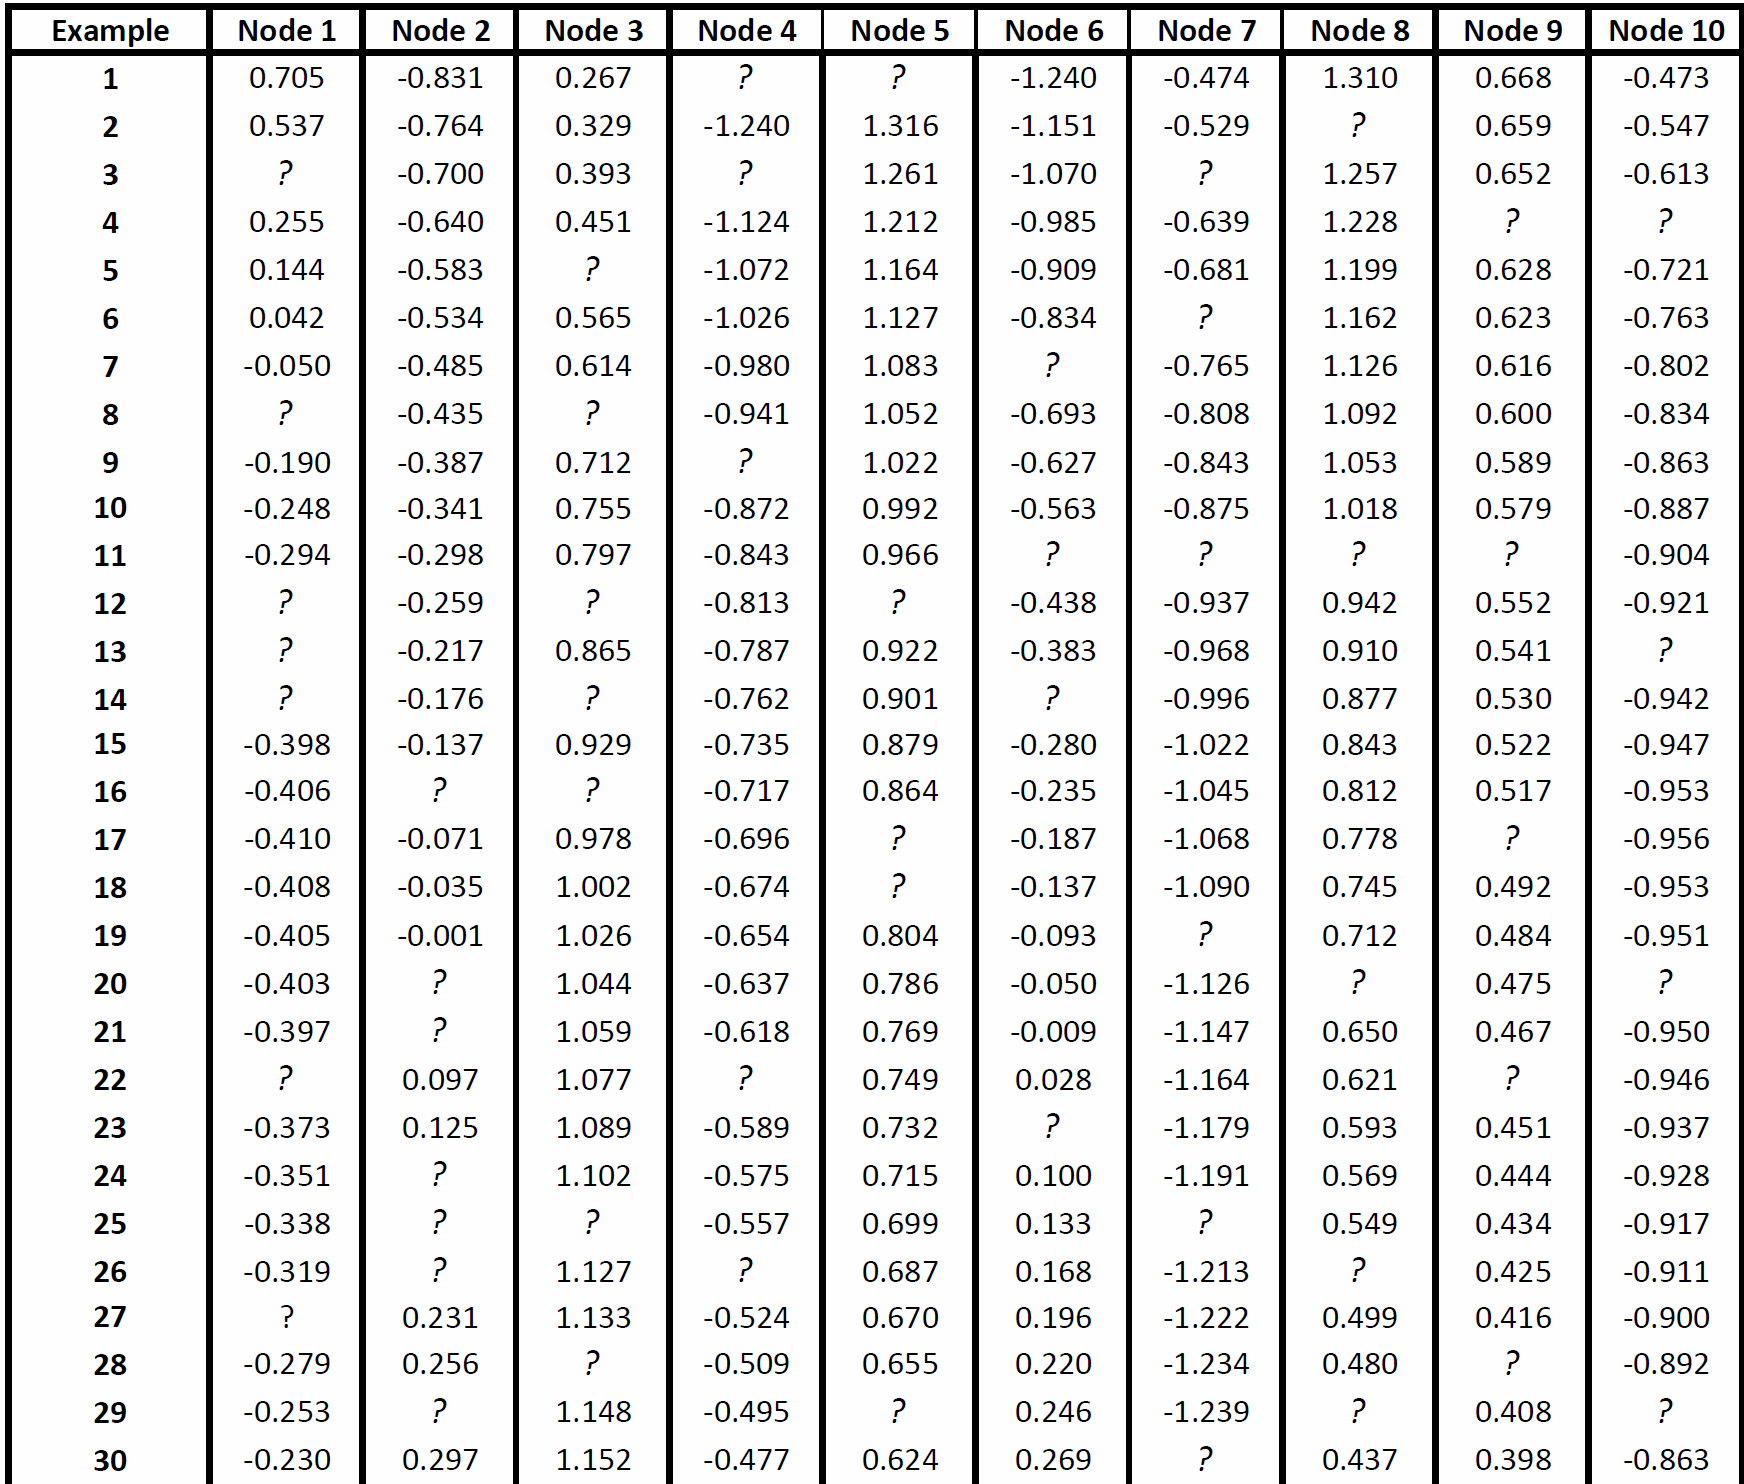 Example Node 1 Node 2 Node 3 Node 4 Node 5 Node 6 Node 7 Node 8 Node 9 Node 10
1 0.705 -0.831 0.267 ? ? -1.240 -0.474 1.310 0.668 -0.473
2 0.537 -0.764 0.329 -1.240 1.316 -1.151 -0.529 ? 0.659 -0.547
3 ? -0.700 0.393 ? 1.261 -1.070 ? 1.257 0.652 -0.613
4 0.255 -0.640 0.451 -1.124 1.212 -0.985 -0.639 1.228 ? ?
5 0.144 -0.583 ? -1.072 1.164 -0.909 -0.681 1.199 0.628 -0.721
6 0.042 -0.534 0.565 -1.026 1.127 -0.834 ? 1.162 0.623 -0.763
7 -0.050 -0.485 0.614 -0.980 1.083 ? -0.765 1.126 0.616 -0.802
8 ? -0.435 ? -0.941 1.052 -0.693 -0.808 1.092 0.600 -0.834
9 -0.190 -0.387 0.712 ? 1.022 -0.627 -0.843 1.053 0.589 -0.863
10 -0.248 -0.341 0.755 -0.872 0.992 -0.563 -0.875 1.018 0.579 -0.887
11 -0.294 -0.298 0.797 -0.843 0.966 ? ? ? ? -0.904
12 ? -0.259 ? -0.813 ? -0.438 -0.937 0.942 0.552 -0.921
13 ? -0.217 0.865 -0.787 0.922 -0.383 -0.968 0.910 0.541 ?
14 ? -0.176 ? -0.762 0.901 ? -0.996 0.877 0.530 -0.942
15 -0.398 -0.137 0.929 -0.735 0.879 -0.280 -1.022 0.843 0.522 -0.947
16 -0.406 ? ? -0.717 0.864 -0.235 -1.045 0.812 0.517 -0.953
17 -0.410 -0.071 0.978 -0.696 ? -0.187 -1.068 0.778 ? -0.956
18 -0.408 -0.035 1.002 -0.674 ? -0.137 -1.090 0.745 0.492 -0.953
19 -0.405 -0.001 1.026 -0.654 0.804 -0.093 ? 0.712 0.484 -0.951
20 -0.403 ? 1.044 -0.637 0.786 -0.050 -1.126 ? 0.475 ?
21 -0.397 ? 1.059 -0.618 0.769 -0.009 -1.147 0.650 0.467 -0.950
22 ? 0.097 1.077 ? 0.749 0.028 -1.164 0.621 ? -0.946
23 -0.373 0.125 1.089 -0.589 0.732 ? -1.179 0.593 0.451 -0.937
24 -0.351 ? 1.102 -0.575 0.715 0.100 -1.191 0.569 0.444 -0.928
25 -0.338 ? ? -0.557 0.699 0.133 ? 0.549 0.434 -0.917
26 -0.319 ? 1.127 ? 0.687 0.168 -1.213 ? 0.425 -0.911
27 ? 0.231 1.133 -0.524 0.670 0.196 -1.222 0.499 0.416 -0.900
28 -0.279 0.256 ? -0.509 0.655 0.220 -1.234 0.480 ? -0.892
29 -0.253 ? 1.148 -0.495 ? 0.246 -1.239 ? 0.408 ?
30 -0.230 0.297 1.152 -0.477 0.624 0.269 ? 0.437 0.398 -0.863